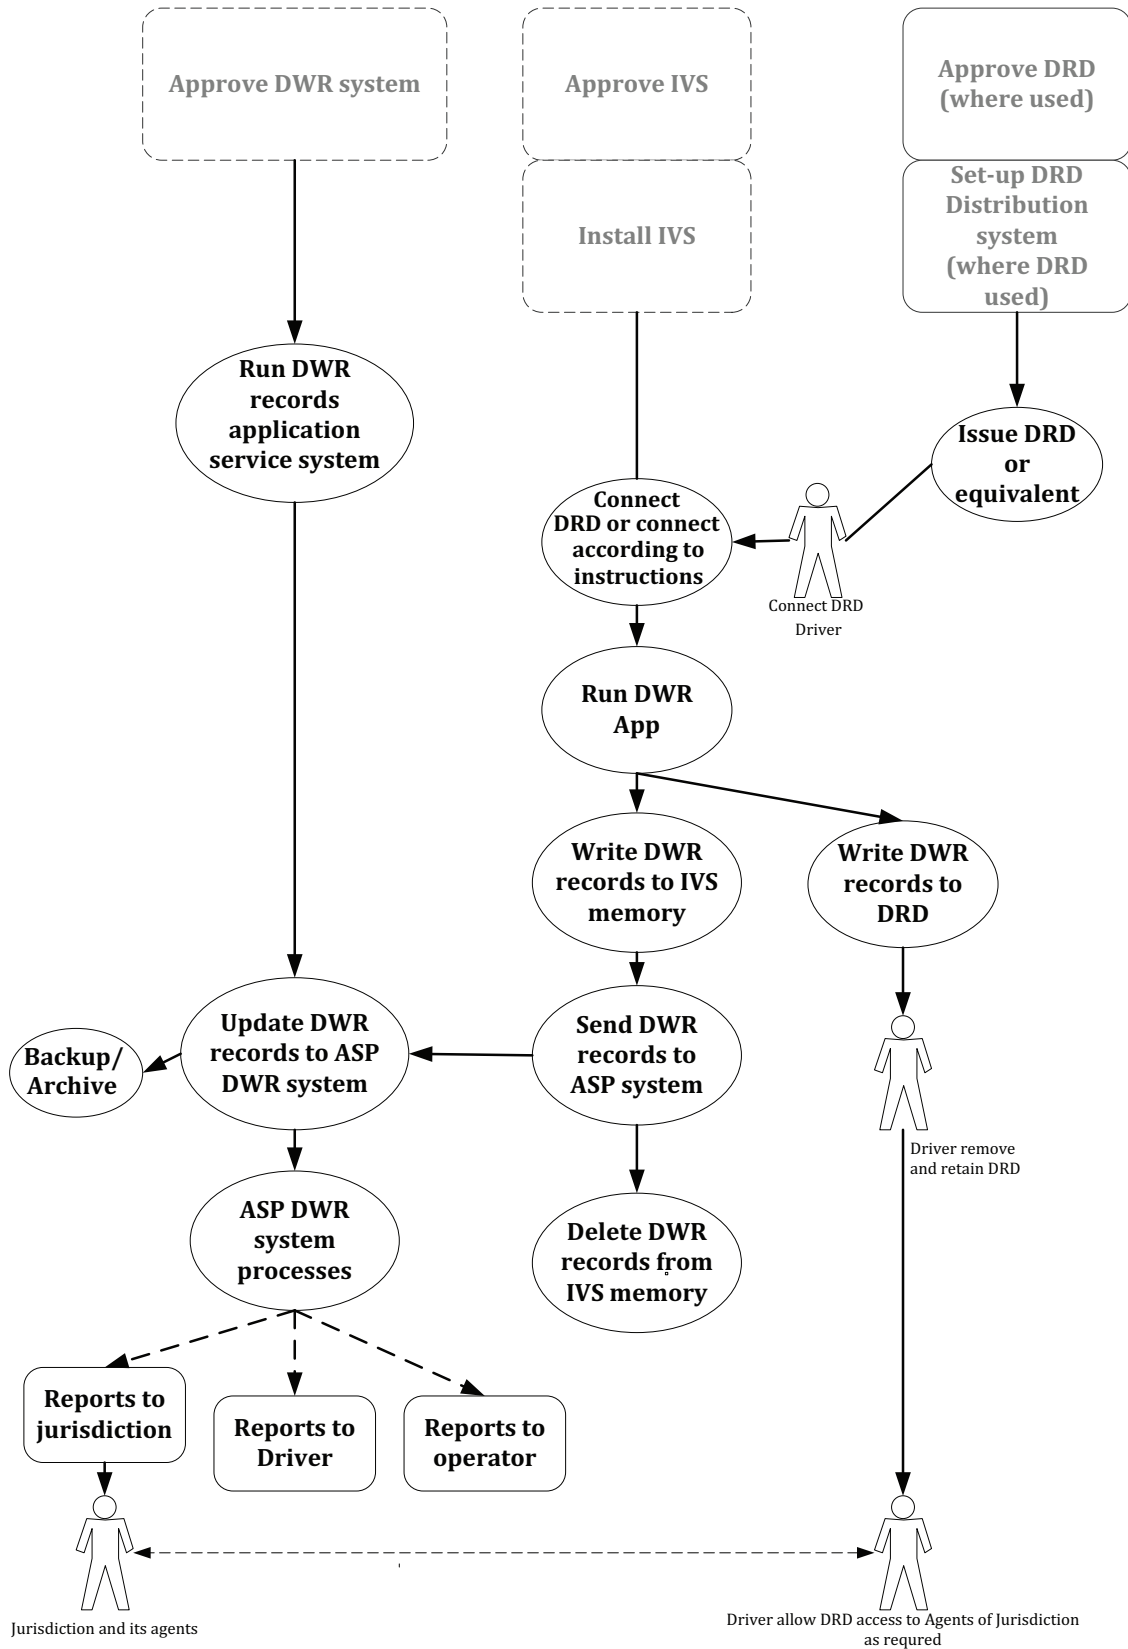 Approve DWR system
Approve IVS
Approve DRD
(where used)
Install IVS
Set-up DRD
Distribution
system
(where DRD
used)
Run DWR
records
application
service system
Issue DRD
or
equivalent
Connect
DRD or connect
according to
instructions
Connect DRD
Driver
Run DWR
App
Write DWR
records to IVS
memory
Write DWR
records to
DRD
Update DWR
records to ASP
DWR system
Send DWR
records to
ASP system
Backup/
Archive
Driver remove
and retain DRD
ASP DWR
system
processes
Delete DWR
records from
IVS memory
Reports to
jurisdiction
Reports to
Driver
Reports to
operator
Jurisdiction and its agents
Driver allow DRD access to Agents of Jurisdiction
as requred